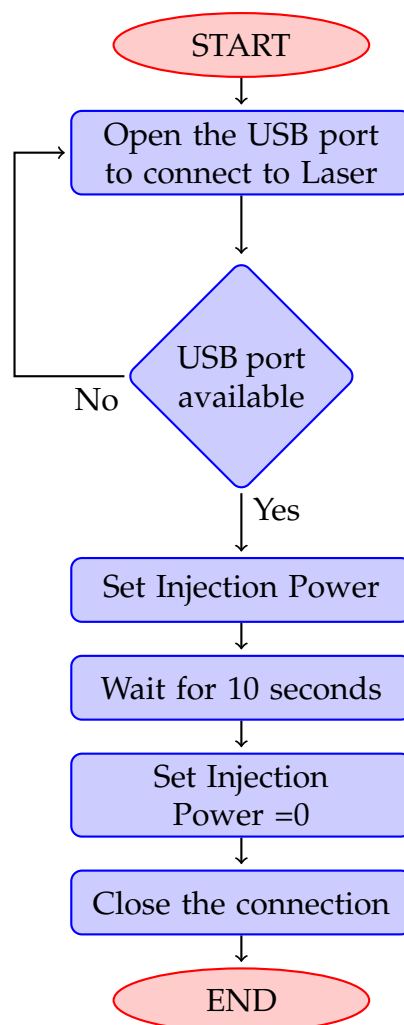 START
Open the USB port
to connect to Laser
USB port
available
No
Yes
Set Injection Power
Wait for 10 seconds
Set Injection
Power =0
Close the connection
END